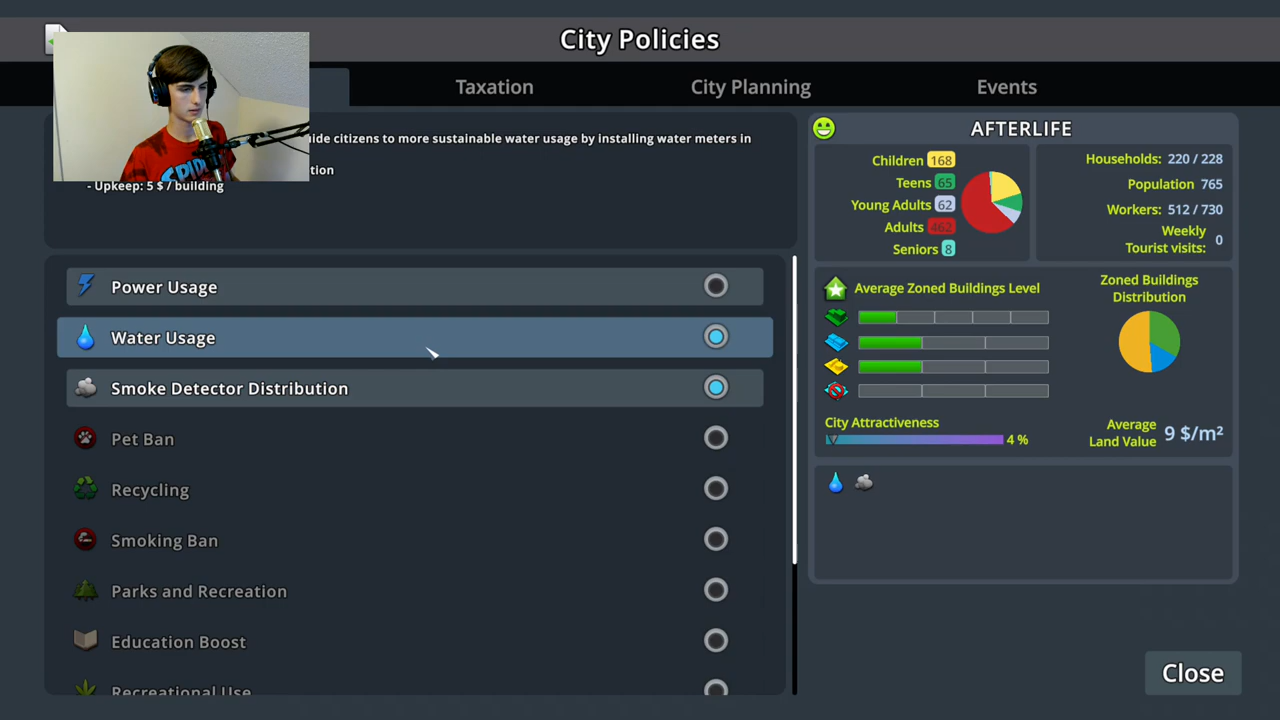 City Policies
Taxation
City Planning
Events
citizens to more sustainable water usage by installing water meters in
- Upkeep: 5 $ / building
Power Usage
Water Usage
Smoke Detector Distribution
Pet Ban
Recycling
Smoking Ban
Parks and Recreation
Education Boost
Recreational Use
AFTERLIFE
Children 168
Teens 65
Young Adults 62
Adults 462
Seniors 8
Households: 220 / 228
Population 765
Workers: 512 / 730
Weekly
Tourist visits: 0
Average Zoned Buildings Level
Zoned Buildings
Distribution
City Attractiveness
4 %
Average
Land Value 9 $/m²
Close